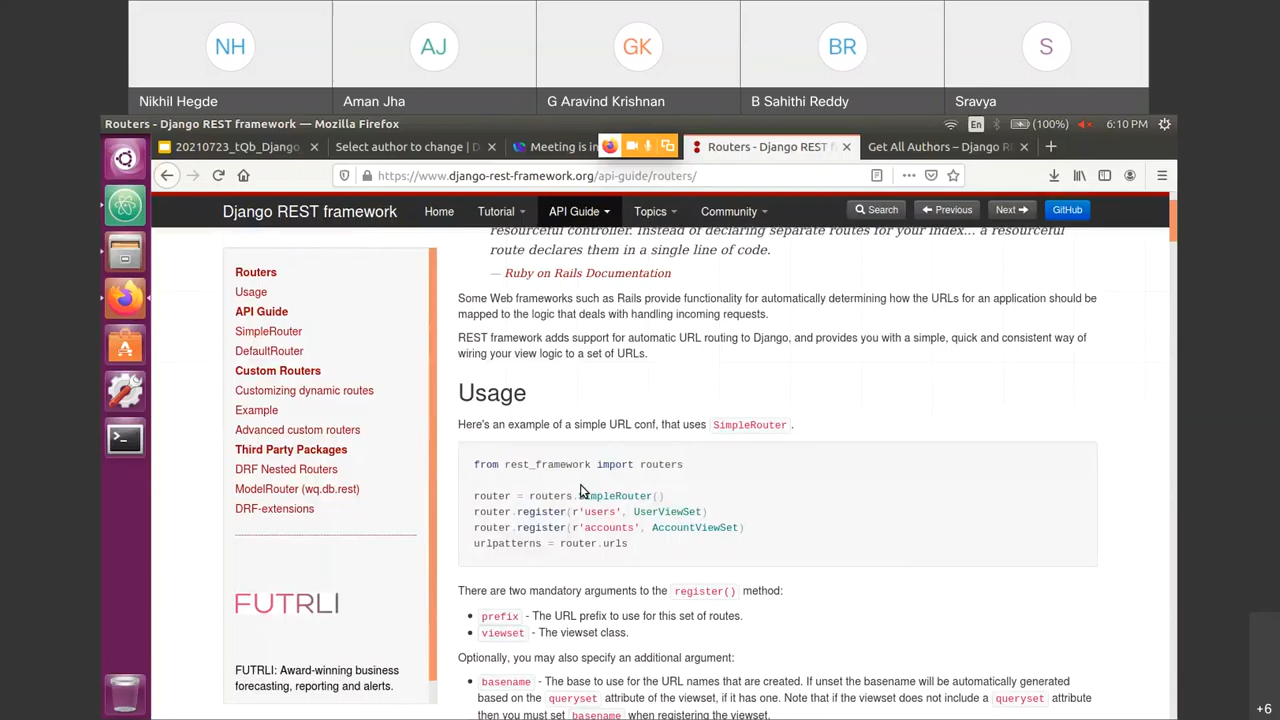 NH
AJ
GK
BR
S
Nikhil Hegde
Aman Jha
G Aravind Krishnan
B Sahithi Reddy
Sravya
Routers - Django REST framework — Mozilla Firefox
En
(100%)
6:10 PM
20210723_tQb_Django
Select author to change | D
Meeting is in
Routers - Django REST f
Get All Authors – Django R
https://www.django-rest-framework.org/api-guide/routers/
Django REST framework
Home
Tutorial
API Guide
Topics
Community
Search
Previous
Next
GitHub
resourceful controller. Instead of declaring separate routes for your index... a resourceful
route declares them in a single line of code.
— Ruby on Rails Documentation
Some Web frameworks such as Rails provide functionality for automatically determining how the URLs for an application should be
mapped to the logic that deals with handling incoming requests.
REST framework adds support for automatic URL routing to Django, and provides you with a simple, quick and consistent way of
wiring your view logic to a set of URLs.
Usage
Here's an example of a simple URL conf, that uses SimpleRouter.
from rest_framework import routers
router = routers.SimpleRouter()
router.register(r'users', UserViewSet)
router.register(r'accounts', AccountViewSet)
urlpatterns = router.urls
There are two mandatory arguments to the register() method:
prefix - The URL prefix to use for this set of routes.
viewset - The viewset class.
Optionally, you may also specify an additional argument:
basename - The base to use for the URL names that are created. If unset the basename will be automatically generated
based on the queryset attribute of the viewset, if it has one. Note that if the viewset does not include a queryset attribute
then you must set basename when registering the viewset.
Routers
Usage
API Guide
SimpleRouter
DefaultRouter
Custom Routers
Customizing dynamic routes
Example
Advanced custom routers
Third Party Packages
DRF Nested Routers
ModelRouter (wq.db.rest)
DRF-extensions
FUTRLI
FUTRLI: Award-winning business
forecasting, reporting and alerts.
+6